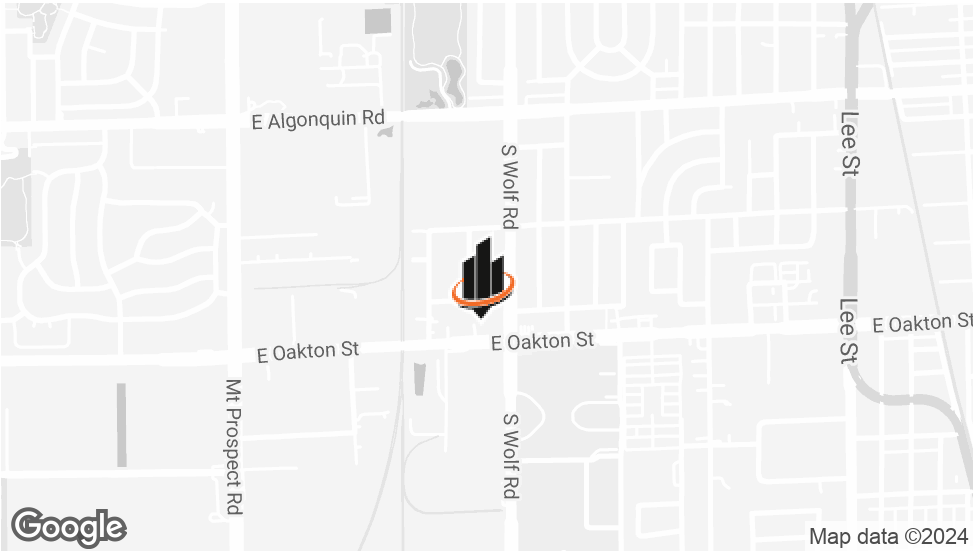 E Algonquin Rd
Lee St
S Wolf Rd
E Oakton St
E Oakton St
E Oakton St
Lee St
Mt Prospect Rd
S Wolf Rd
Google
Map data ©2024